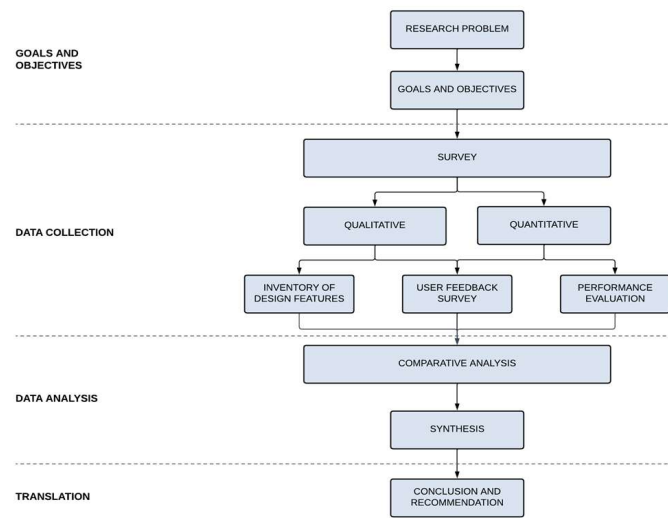 RESEARCH PROBLEM
GOALS AND
OBJECTIVES
GOALS AND OBJECTIVES
SURVEY
DATA COLLECTION
QUALITATIVE
QUANTITATIVE
INVENTORY OF
DESIGN FEATURES
USER FEEDBACK
SURVEY
PERFORMANCE
EVALUATION
COMPARATIVE ANALYSIS
DATA ANALYSIS
SYNTHESIS
TRANSLATION
CONCLUSION AND
RECOMMENDATION